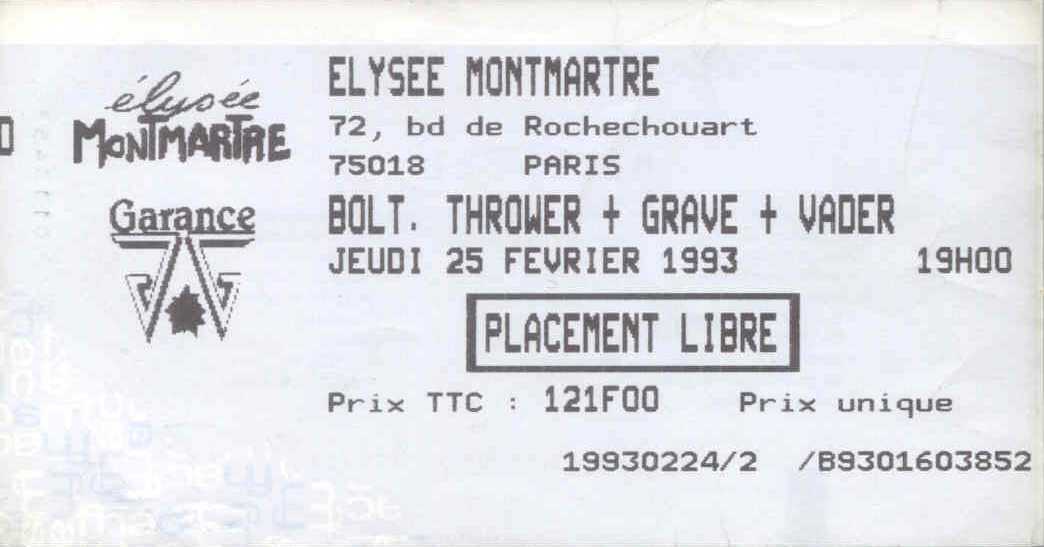 élysée
MONTMARTRE
Garance
ELYSEE MONTMARTRE
72, bd de Rochechouart
75018 PARIS
BOLT. THROWER + GRAVE + VADER
JEUDI 25 FEVRIER 1993 19H00
PLACEMENT LIBRE
Prix TTC : 121F00 Prix unique
19930224/2 /B9301603852